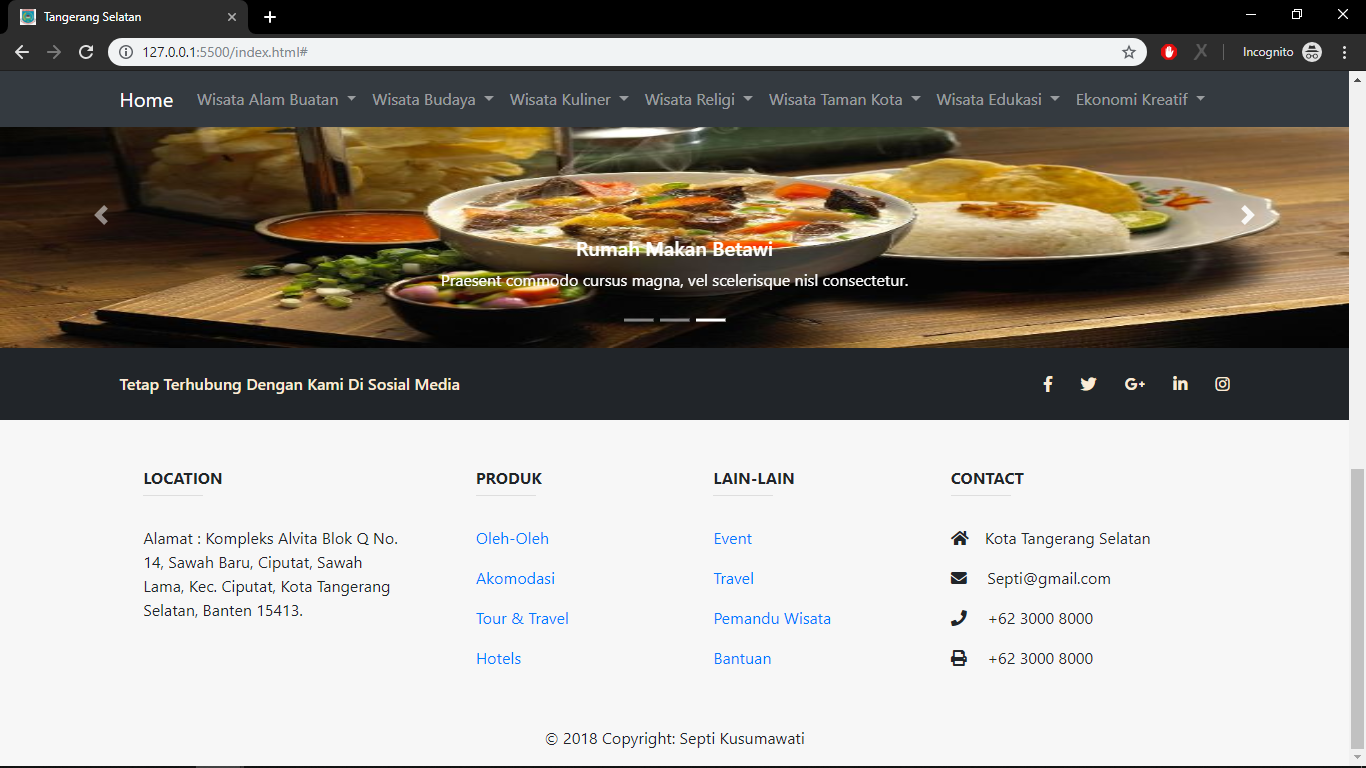 Tangerang Selatan
127.0.0.1:5500/index.html#
Incognito
Home Wisata Alam Buatan Wisata Budaya Wisata Kuliner Wisata Religi Wisata Taman Kota Wisata Edukasi Ekonomi Kreatif
Rumah Makan Betawi
Praesent commodo cursus magna, vel scelerisque nisl consectetur.
Tetap Terhubung Dengan Kami Di Sosial Media
LOCATION
Alamat : Kompleks Alvita Blok Q No.
14, Sawah Baru, Ciputat, Sawah
Lama, Kec. Ciputat, Kota Tangerang
Selatan, Banten 15413.
PRODUK
Oleh-Oleh
Akomodasi
Tour & Travel
Hotels
LAIN-LAIN
Event
Travel
Pemandu Wisata
Bantuan
CONTACT
Kota Tangerang Selatan
Septi@gmail.com
+62 3000 8000
+62 3000 8000
© 2018 Copyright: Septi Kusumawati